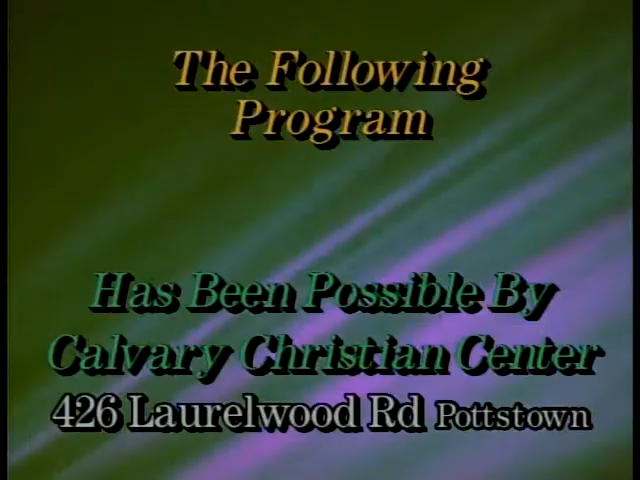 The Following
Program
Has Been Possible By
Calvary Christian Center
426 Laurelwood Rd Pottstown